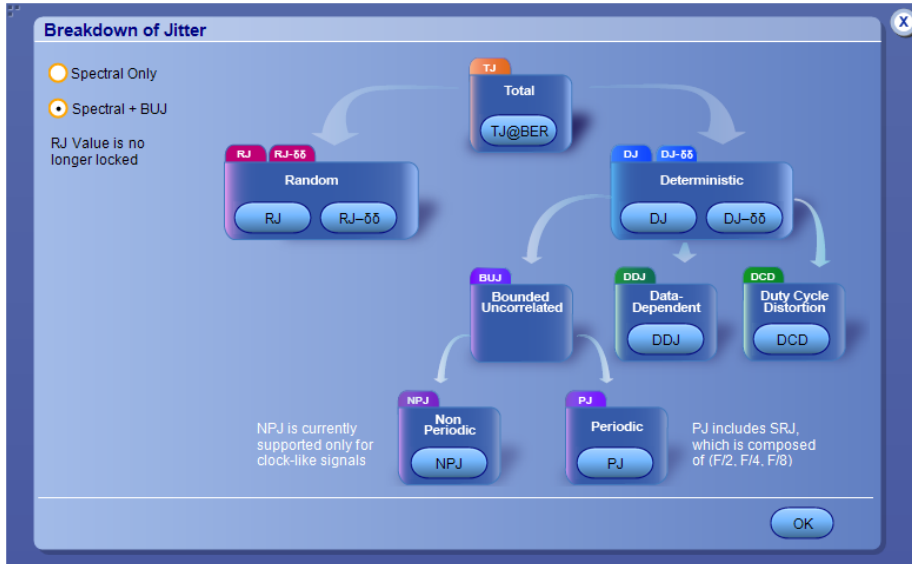 Breakdown of Jitter
X
Spectral Only
Spectral + BUJ
RJ Value is no
longer locked
TJ
Total
TJ@BER
RJ
RJ-δδ
Random
RJ
RJ–δδ
DJ
DJ-δδ
Deterministic
DJ
DJ–δδ
BUJ
Bounded
Uncorrelated
DDJ
Data-
Dependent
DDJ
DCD
Duty Cycle
Distortion
DCD
NPJ is currently
supported only for
clock-like signals
NPJ
Non
Periodic
NPJ
PJ
Periodic
PJ
PJ includes SRJ,
which is composed
of (F/2, F/4, F/8)
OK